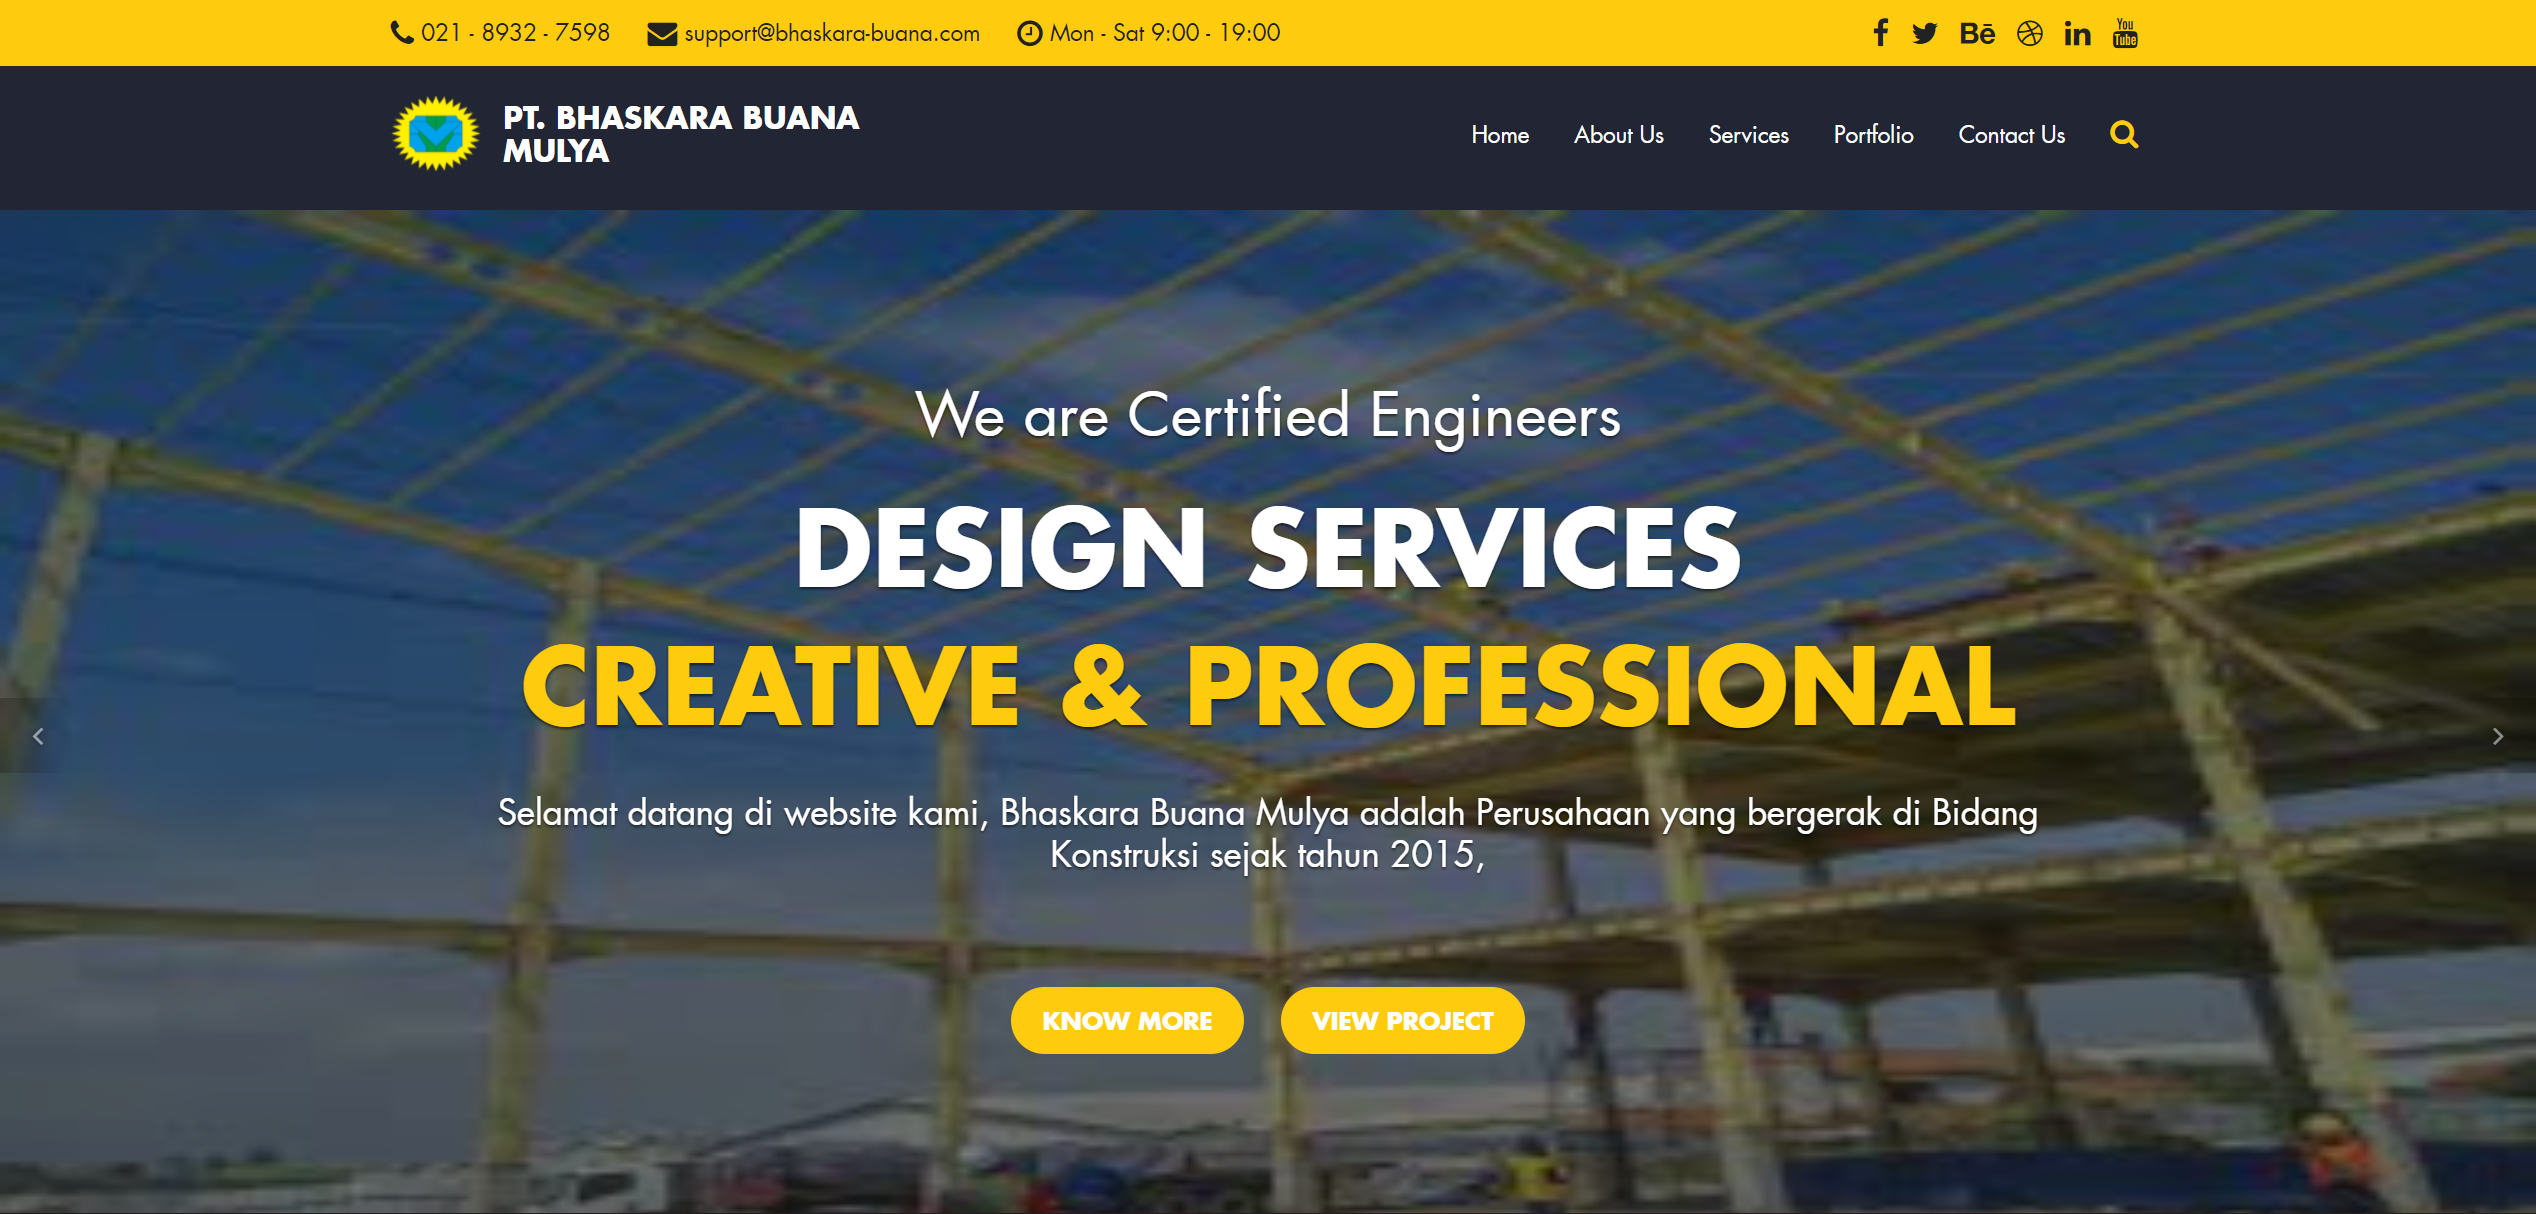 021 - 8932 - 7598 support@bhaskara-buana.com Mon - Sat 9:00 - 19:00
Bē in You Tube
PT. BHASKARA BUANA
MULYA
Home About Us Services Portfolio Contact Us
We are Certified Engineers
DESIGN SERVICES
CREATIVE & PROFESSIONAL
Selamat datang di website kami, Bhaskara Buana Mulya adalah Perusahaan yang bergerak di Bidang
Konstruksi sejak tahun 2015,
KNOW MORE VIEW PROJECT